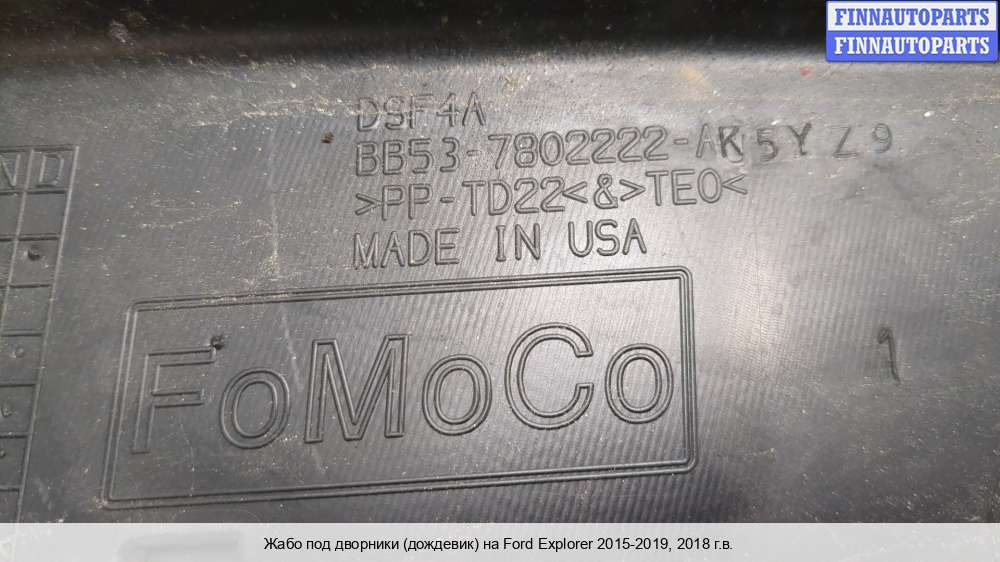 FINNAUTOPARTS
FINNAUTOPARTS
DSF4A
BB53-7802222-AK5YZ9
>PP-TD22<&>TEO<
MADE IN USA
ND
FoMoCo
1
Жабо под дворники (дождевик) на Ford Explorer 2015-2019, 2018 г.в.